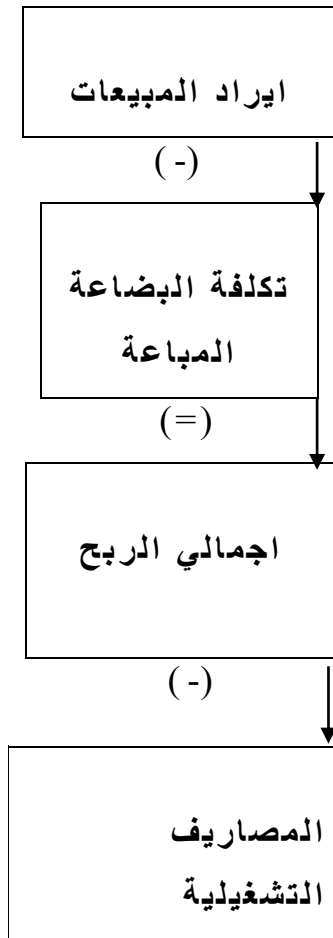 ايراد المبيعات
(-)
تكلفة البضاعة
المباعة
(=)
اجمالي الربح
(-)
المصاريف
التشغيلية